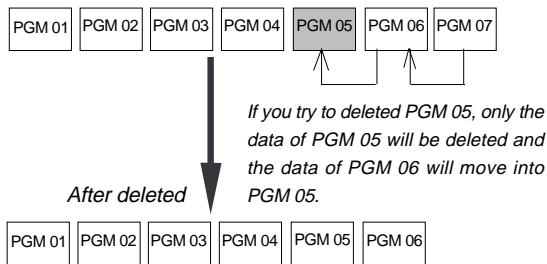 PGM 01 PGM 02 PGM 03 PGM 04 PGM 05 PGM 06 PGM 07
If you try to deleted PGM 05, only the
data of PGM 05 will be deleted and
the data of PGM 06 will move into
PGM 05.
After deleted
PGM 01 PGM 02 PGM 03 PGM 04 PGM 05 PGM 06